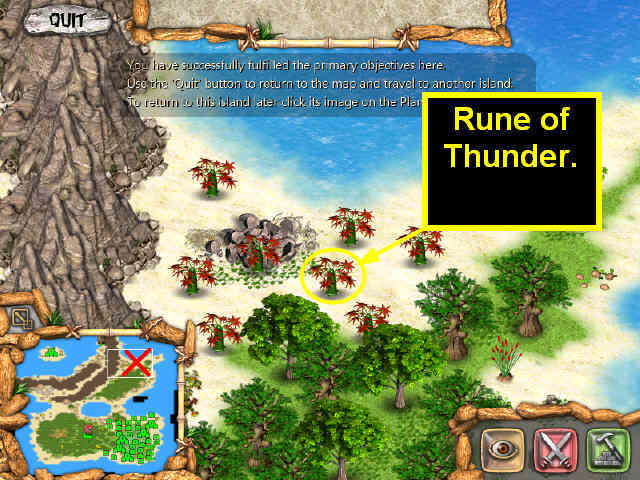 QUIT
You have successfully fulfilled the primary objectives here.
Use the 'Quit' button to return to the map and travel to another island.
To return to this island later click its image on the
Rune of
Thunder.